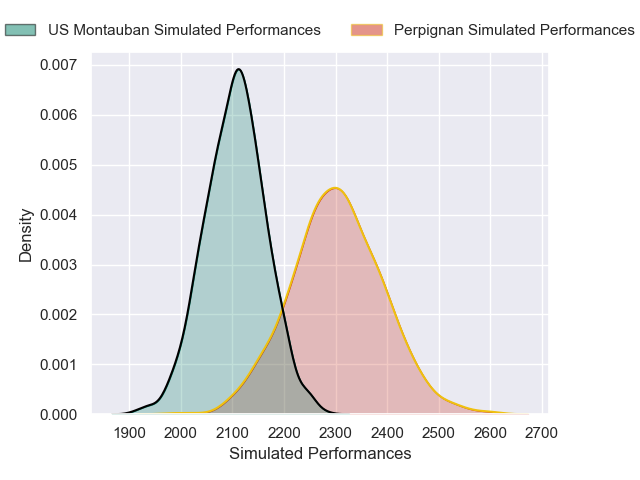 US Montauban Simulated Performances Perpignan Simulated Performances
0.007
0.006
0.005
0.004
0.003
0.002
0.001
0.000
Density
1900 2000 2100 2200 2300 2400 2500 2600 2700
Simulated Performances